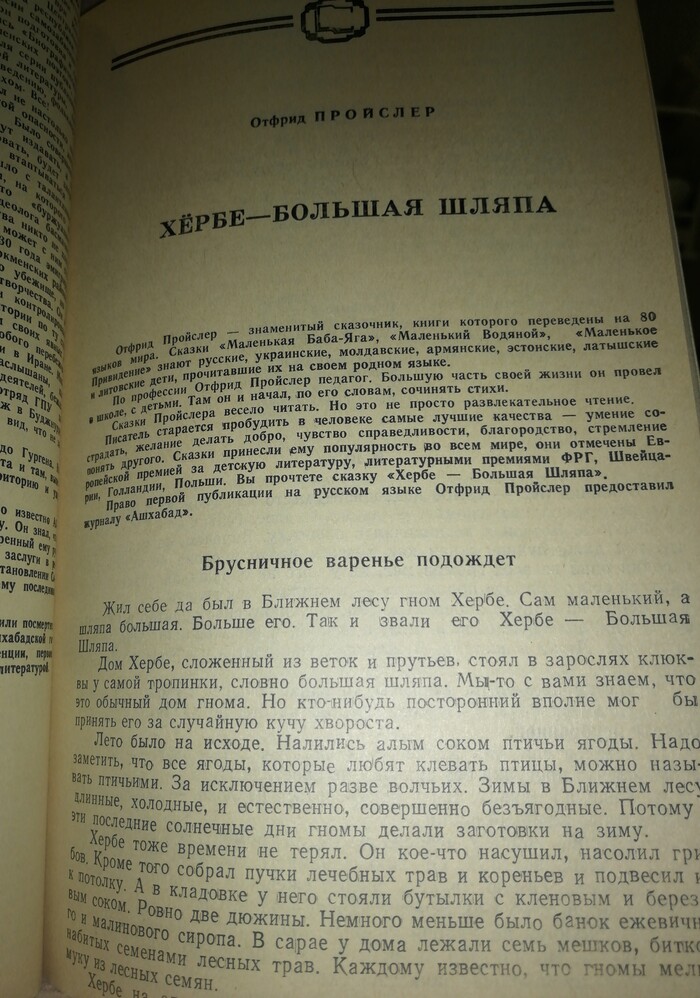 Отфрид ПРОЙСЛЕР
ХЁРБЕ—БОЛЬШАЯ ШЛЯПА
Отфрид Пройслер — знаменитый сказочник, книги которого переведены на 80
языков мира. Сказки «Маленькая Баба-Яга», «Маленький Водяной», «Маленькое
Привидение» знают русские, украинские, молдавские, армянские, эстонские, латышские
и литовские дети, прочитавшие их на своем родном языке.
По профессии Отфрид Пройслер педагог. Большую часть своей жизни он провел
в школе, с детьми. Там он и начал, по его словам, сочинять стихи.
Сказки Пройслера весело читать. Но это не просто развлекательное чтение.
Писатель старается пробудить в человеке самые лучшие качества — умение со-
страдать, желание делать добро, чувство справедливости, благородство, стремление
понять другого. Сказки принесли ему популярность во всем мире, они отмечены Ев-
ропейской премией за детскую литературу, литературными премиями ФРГ, Швейца-
рии, Голландии, Польши. Вы прочтете сказку «Хербе — Большая Шляпа».
Право первой публикации на русском языке Отфрид Пройслер предоставил
журналу «Ашхабад».
Брусничное варенье подождет
Жил себе да был в Ближнем лесу гном Хербе. Сам маленький, а
шляпа большая. Больше его. Так и звали его Хербе — Большая
Шляпа.
Дом Хербе, сложенный из веток и прутьев, стоял в зарослях клюк-
вы у самой тропинки, словно большая шляпа. Мы-то с вами знаем, что
это обычный дом гнома. Но кто-нибудь посторонний вполне мог бы
принять его за случайную кучу хвороста.
Лето было на исходе. Налились алым соком птичьи ягоды. Надо
заметить, что все ягоды, которые любят клевать птицы, можно назы-
вать птичьими. За исключением разве волчьих. Зимы в Ближнем лесу
длинные, холодные, и естественно, совершенно безъягодные. Потому
эти последние солнечные дни гномы делали заготовки на зиму.
Хербе тоже времени не терял. Он кое-что насушил, насолил гри
бов. Кроме того собрал пучки лечебных трав и кореньев и подвесил
к потолку. А в кладовке у него стояли бутылки с кленовым и берез
вым соком. Ровно две дюжины. Немного меньше было банок ежевичн
го и малинового сиропа. В сарае у дома лежали семь мешков, битко
набитых семенами лесных трав. Каждому известно, что гномы мел
муку из лесных семян.
Хербе